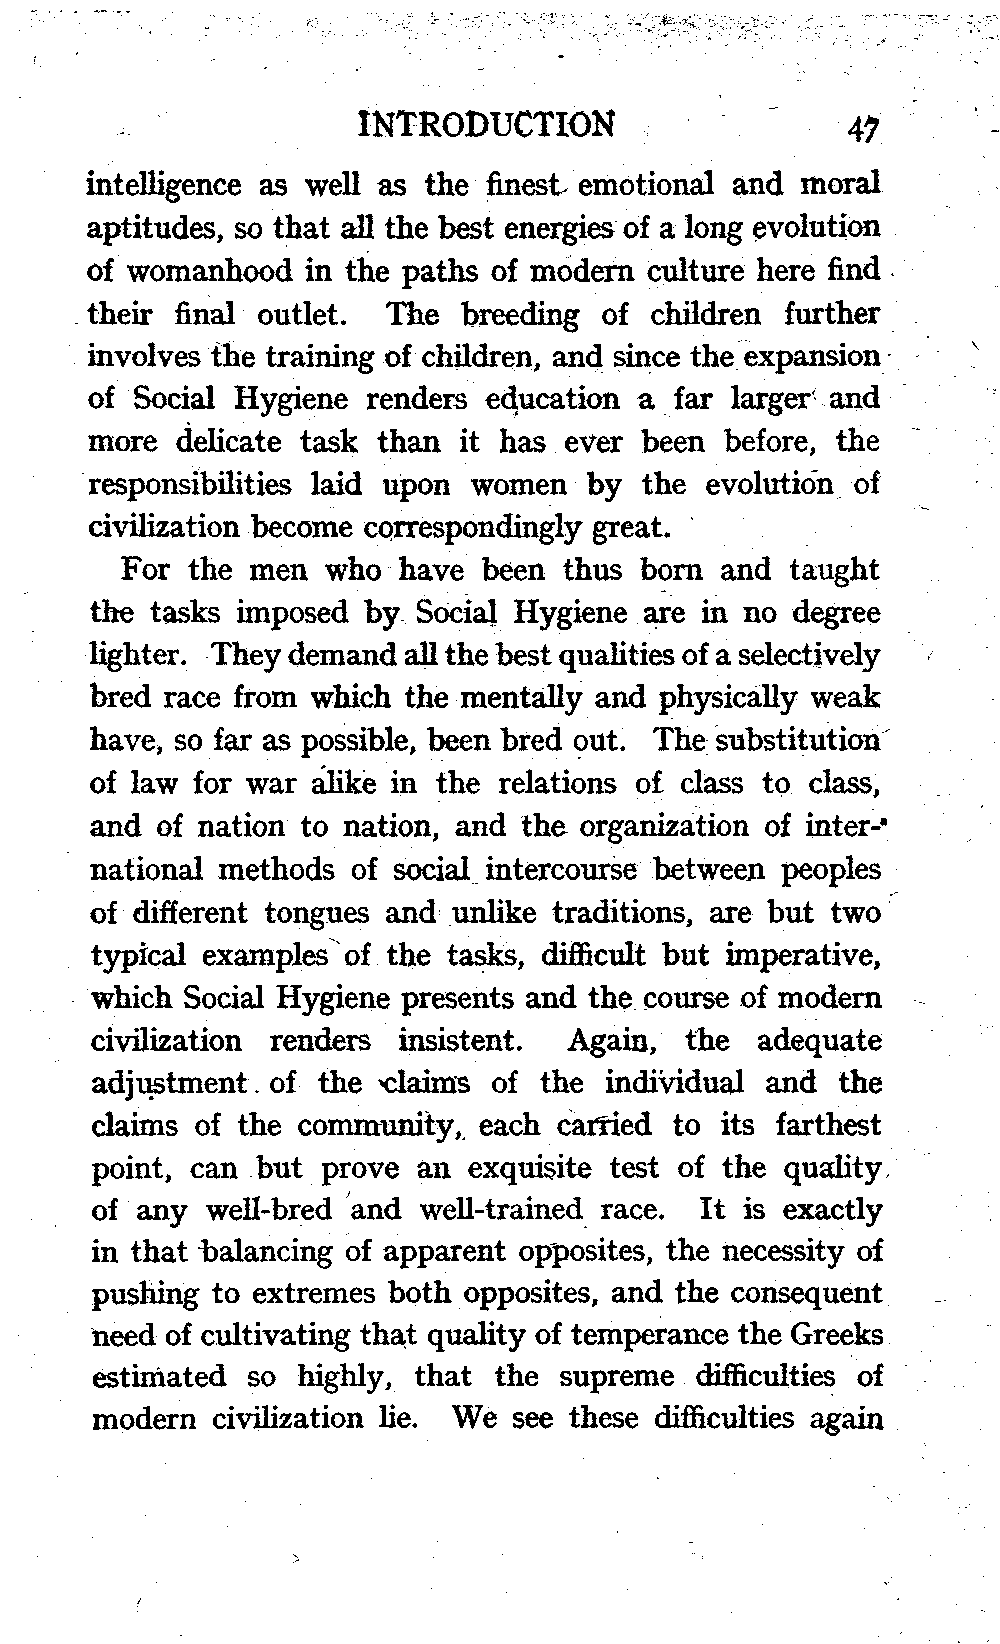 INTRODUCTION 47
intelligence as well as the finest emotional and moral
aptitudes, so that all the best energies of a long evolution
of womanhood in the paths of modern culture here find
their final outlet. The breeding of children further
involves the training of children, and since the expansion
of Social Hygiene renders education a far larger and
more delicate task than it has ever been before, the
responsibilities laid upon women by the evolution of
civilization become correspondingly great.
For the men who have been thus born and taught
the tasks imposed by Social Hygiene are in no degree
lighter. They demand all the best qualities of a selectively
bred race from which the mentally and physically weak
have, so far as possible, been bred out. The substitution
of law for war alike in the relations of class to class,
and of nation to nation, and the organization of inter-
national methods of social intercourse between peoples
of different tongues and unlike traditions, are but two
typical examples of the tasks, difficult but imperative,
which Social Hygiene presents and the course of modern
civilization renders insistent. Again, the adequate
adjustment of the claims of the individual and the
claims of the community, each carried to its farthest
point, can but prove an exquisite test of the quality
of any well-bred and well-trained race. It is exactly
in that balancing of apparent opposites, the necessity of
pushing to extremes both opposites, and the consequent
need of cultivating that quality of temperance the Greeks
estimated so highly, that the supreme difficulties of
modern civilization lie. We see these difficulties again